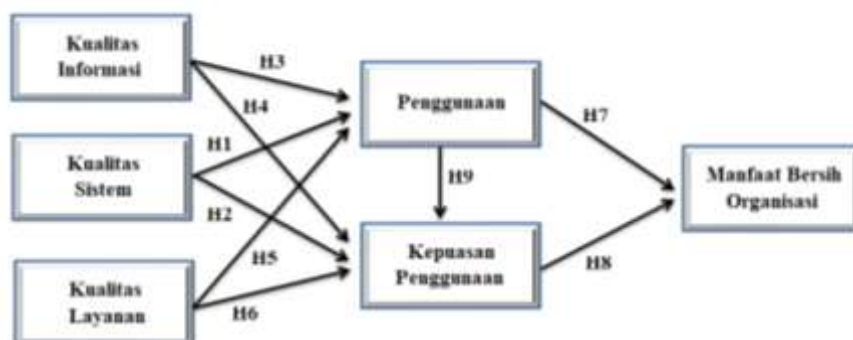 Kualitas
Informasi
Kualitas
Sistem
Kualitas
Layanan
H3
H4
H1
H2
H5
H6
Penggunaan
H9
Kepuasan
Penggunaan
H7
H8
Manfaat Bersih
Organisasi